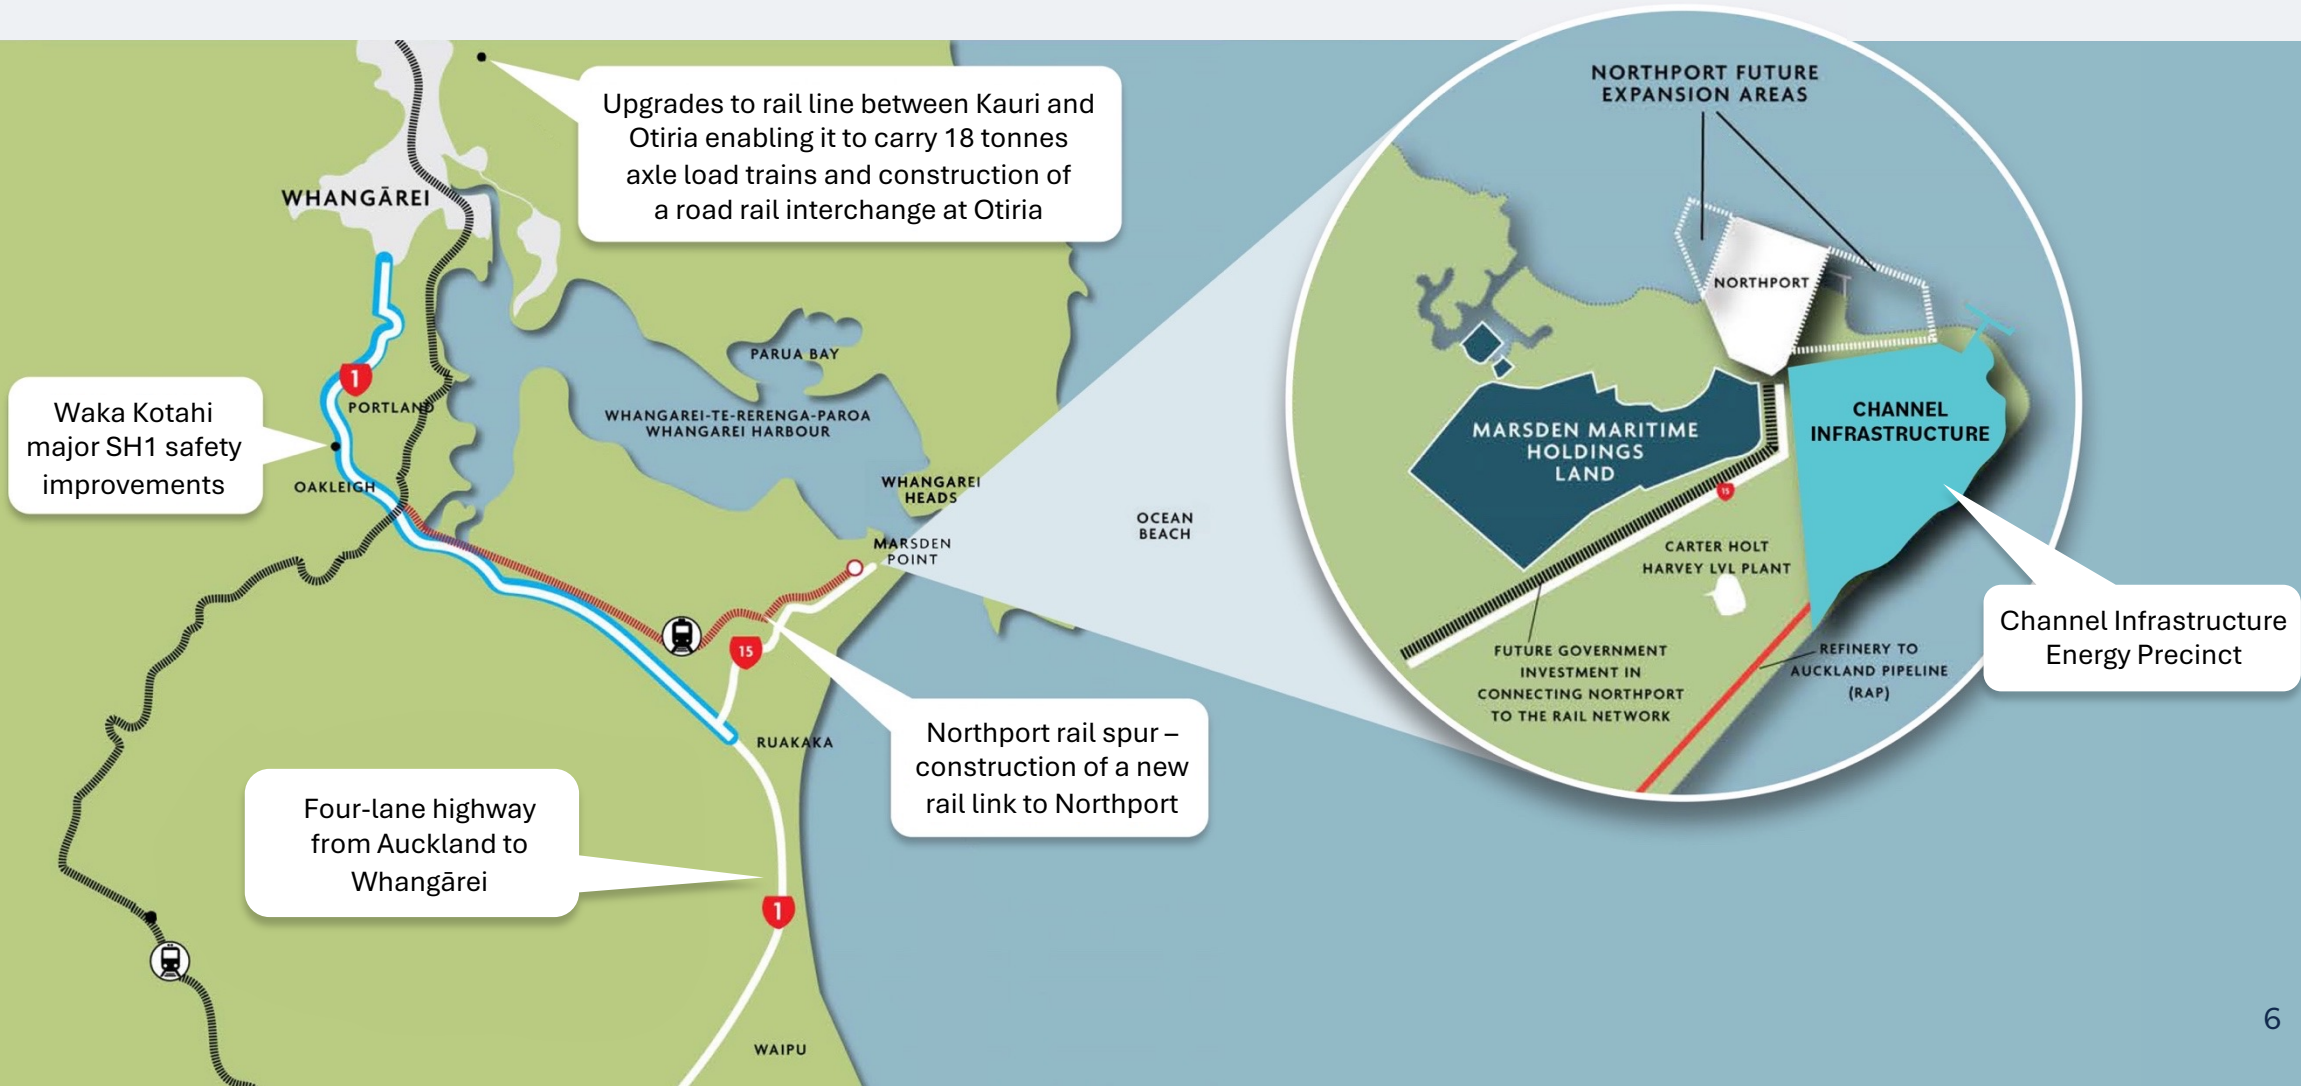 Upgrades to rail line between Kauri and
Otiria enabling it to carry 18 tonnes
axle load trains and construction of
a road rail interchange at Otiria
WHANGĀREI
1
PORTLAND
Waka Kotahi
major SH1 safety
improvements
OAKLEIGH
PARUA BAY
WHANGAREI-TE-RERENGA-PAROA
WHANGAREI HARBOUR
WHANGAREI
HEADS
MARSDEN
POINT
OCEAN
BEACH
15
RUAKAKA
Northport rail spur –
construction of a new
rail link to Northport
Four-lane highway
from Auckland to
Whangārei
1
WAIPU
NORTHPORT FUTURE
EXPANSION AREAS
NORTHPORT
MARSDEN MARITIME
HOLDINGS
LAND
CHANNEL
INFRASTRUCTURE
15
CARTER HOLT
HARVEY LVL PLANT
FUTURE GOVERNMENT
INVESTMENT IN
CONNECTING NORTHPORT
TO THE RAIL NETWORK
REFINERY TO
AUCKLAND PIPELINE
(RAP)
Channel Infrastructure
Energy Precinct
6